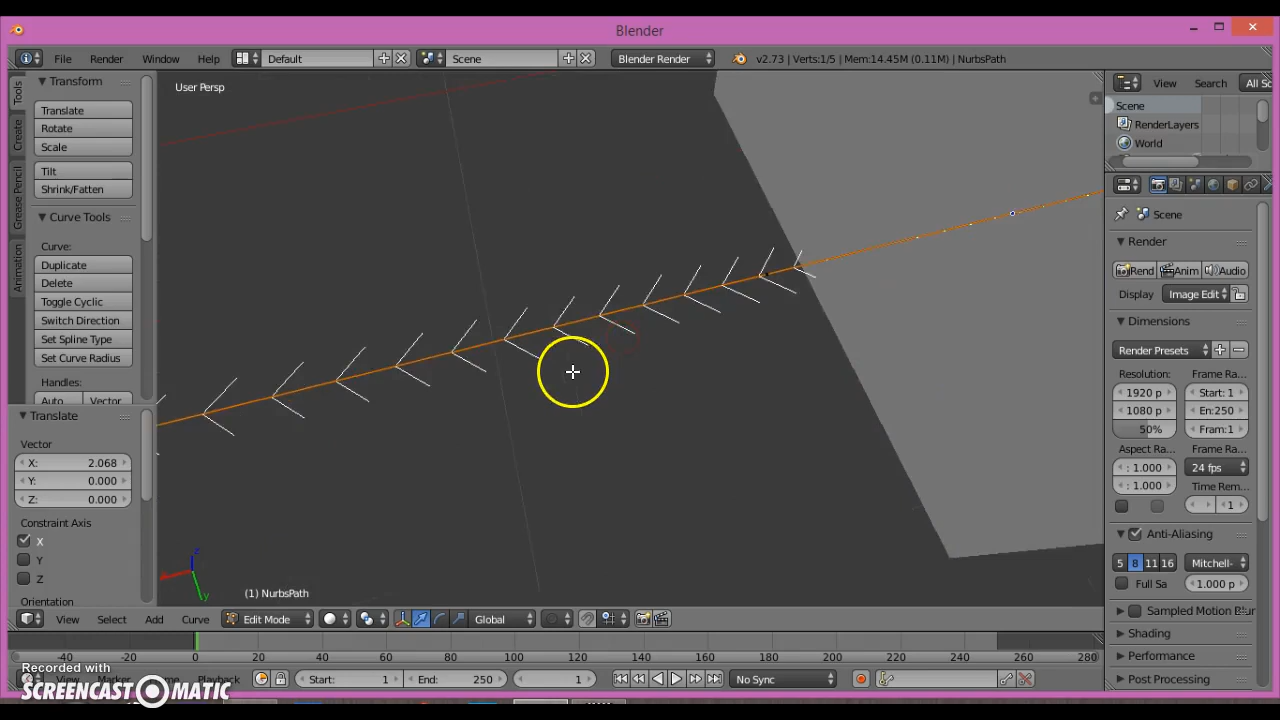 Blender
File Render Window Help Default Scene Blender Render v2.73 | Verts:1/5 | Mem:14.45M (0.11M) | NurbsPath
Tools
Create
Grease Pencil
Animation
Transform
Translate
Rotate
Scale
Tilt
Shrink/Fatten
Curve Tools
Curve:
Duplicate
Delete
Toggle Cyclic
Switch Direction
Set Spline Type
Set Curve Radius
Handles:
Auto Vector
Translate
Vector
X: 2.068
Y: 0.000
Z: 0.000
Constraint Axis
X
Y
Z
Orientation
User Persp
z
y
(1) NurbsPath
View Select Add Curve Edit Mode Global
View Search All Sc
Scene
RenderLayers
World
Scene
Render
Rend Anim Audio
Display Image Edit
Dimensions
Render Presets
Resolution: Frame Ra...
1920 p Start: 1
1080 p En:250
50% Fram:1
Aspect Ra... Frame Ra...
: 1.000 24 fps
: 1.000 Time Rem...
1
Anti-Aliasing
5 8 11 16 Mitchell-
Full Sa 1.000 p
Sampled Motion Blur
Shading
Performance
Post Processing
-40 -20 0 20 40 60 80 100 120 140 160 180 200 220 240 260 280
Start: 1 End: 250 1 No Sync
Recorded with
SCREENCAST MATIC